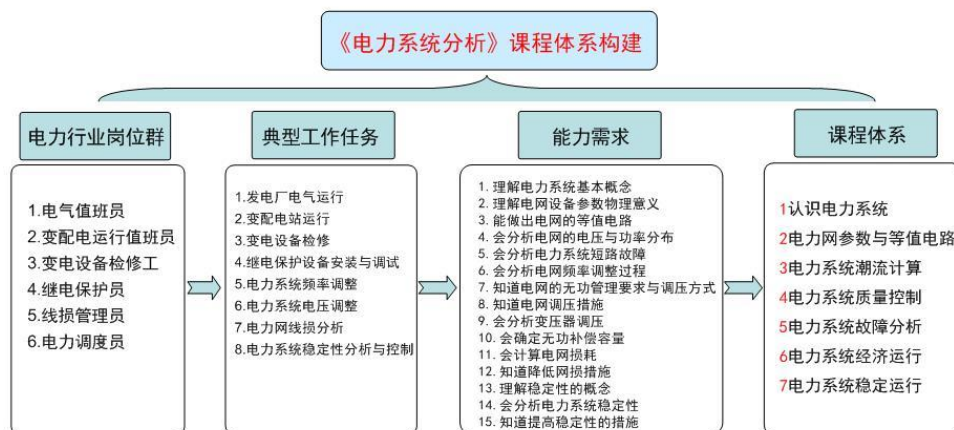 《电力系统分析》课程体系构建
电力行业岗位群
1.电气值班员
2.变配电运行值班员
3.变电设备检修工
4.继电保护员
5.线损管理员
6.电力调度员
典型工作任务
1.发电厂电气运行
2.变配电站运行
3.变电设备检修
4.继电保护设备安装与调试
5.电力系统频率调整
6.电力系统电压调整
7.电力网线损分析
8.电力系统稳定性分析与控制
能力需求
1. 理解电力系统基本概念
2. 理解电网设备参数物理意义
3. 能做出电网的等值电路
4. 会分析电网的电压与功率分布
5. 会分析电力系统短路故障
6. 会分析电网频率调整过程
7. 知道电网的无功管理要求与调压方式
8. 知道电网调压措施
9. 会分析变压器调压
10. 会确定无功补偿容量
11. 会计算电网损耗
12. 知道降低网损措施
13. 理解稳定性的概念
14. 会分析电力系统稳定性
15. 知道提高稳定性的措施
课程体系
1认识电力系统
2电力网参数与等值电路
3电力系统潮流计算
4电力系统质量控制
5电力系统故障分析
6电力系统经济运行
7电力系统稳定运行